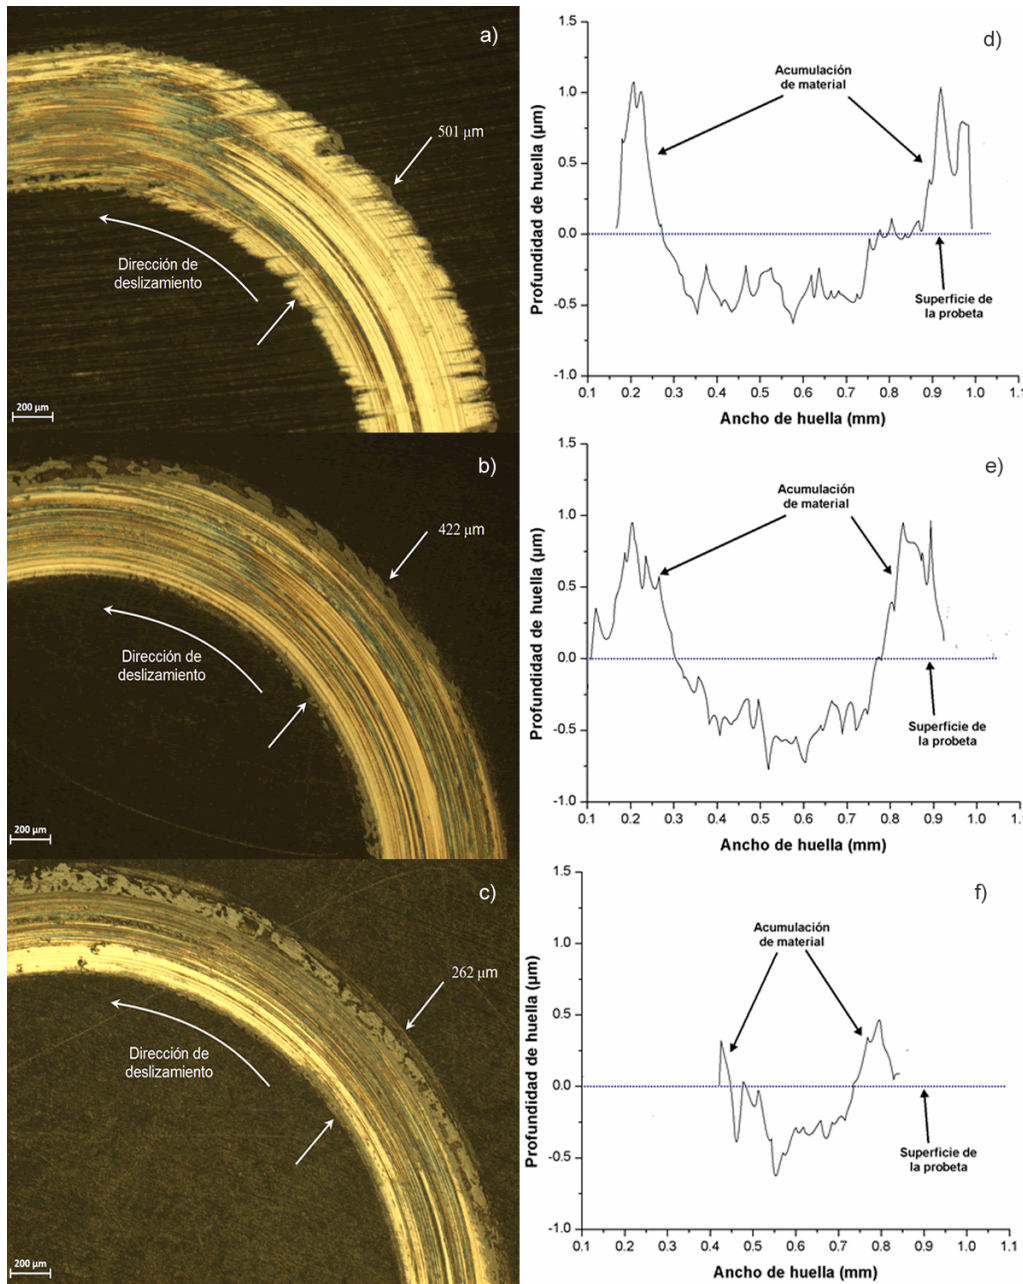 a)
501 μm
Dirección de
deslizamiento
200 μm
b)
422 μm
Dirección de
deslizamiento
200 μm
c)
262 μm
Dirección de
deslizamiento
200 μm
d)
1.5
1.0
0.5
0.0
-0.5
-1.0
Profundidad de huella (μm)
Acumulación
de material
Superficie de
la probeta
0.1 0.2 0.3 0.4 0.5 0.6 0.7 0.8 0.9 1.0 1.1
Ancho de huella (mm)
e)
1.5
1.0
0.5
0.0
-0.5
-1.0
Profundidad de huella (μm)
Acumulación
de material
Superficie de
la probeta
0.1 0.2 0.3 0.4 0.5 0.6 0.7 0.8 0.9 1.0 1.1
Ancho de huella (mm)
f)
1.5
1.0
0.5
0.0
-0.5
-1.0
Profundidad de huella (μm)
Acumulación
de material
Superficie de
la probeta
0.1 0.2 0.3 0.4 0.5 0.6 0.7 0.8 0.9 1.0 1.1
Ancho de huella (mm)